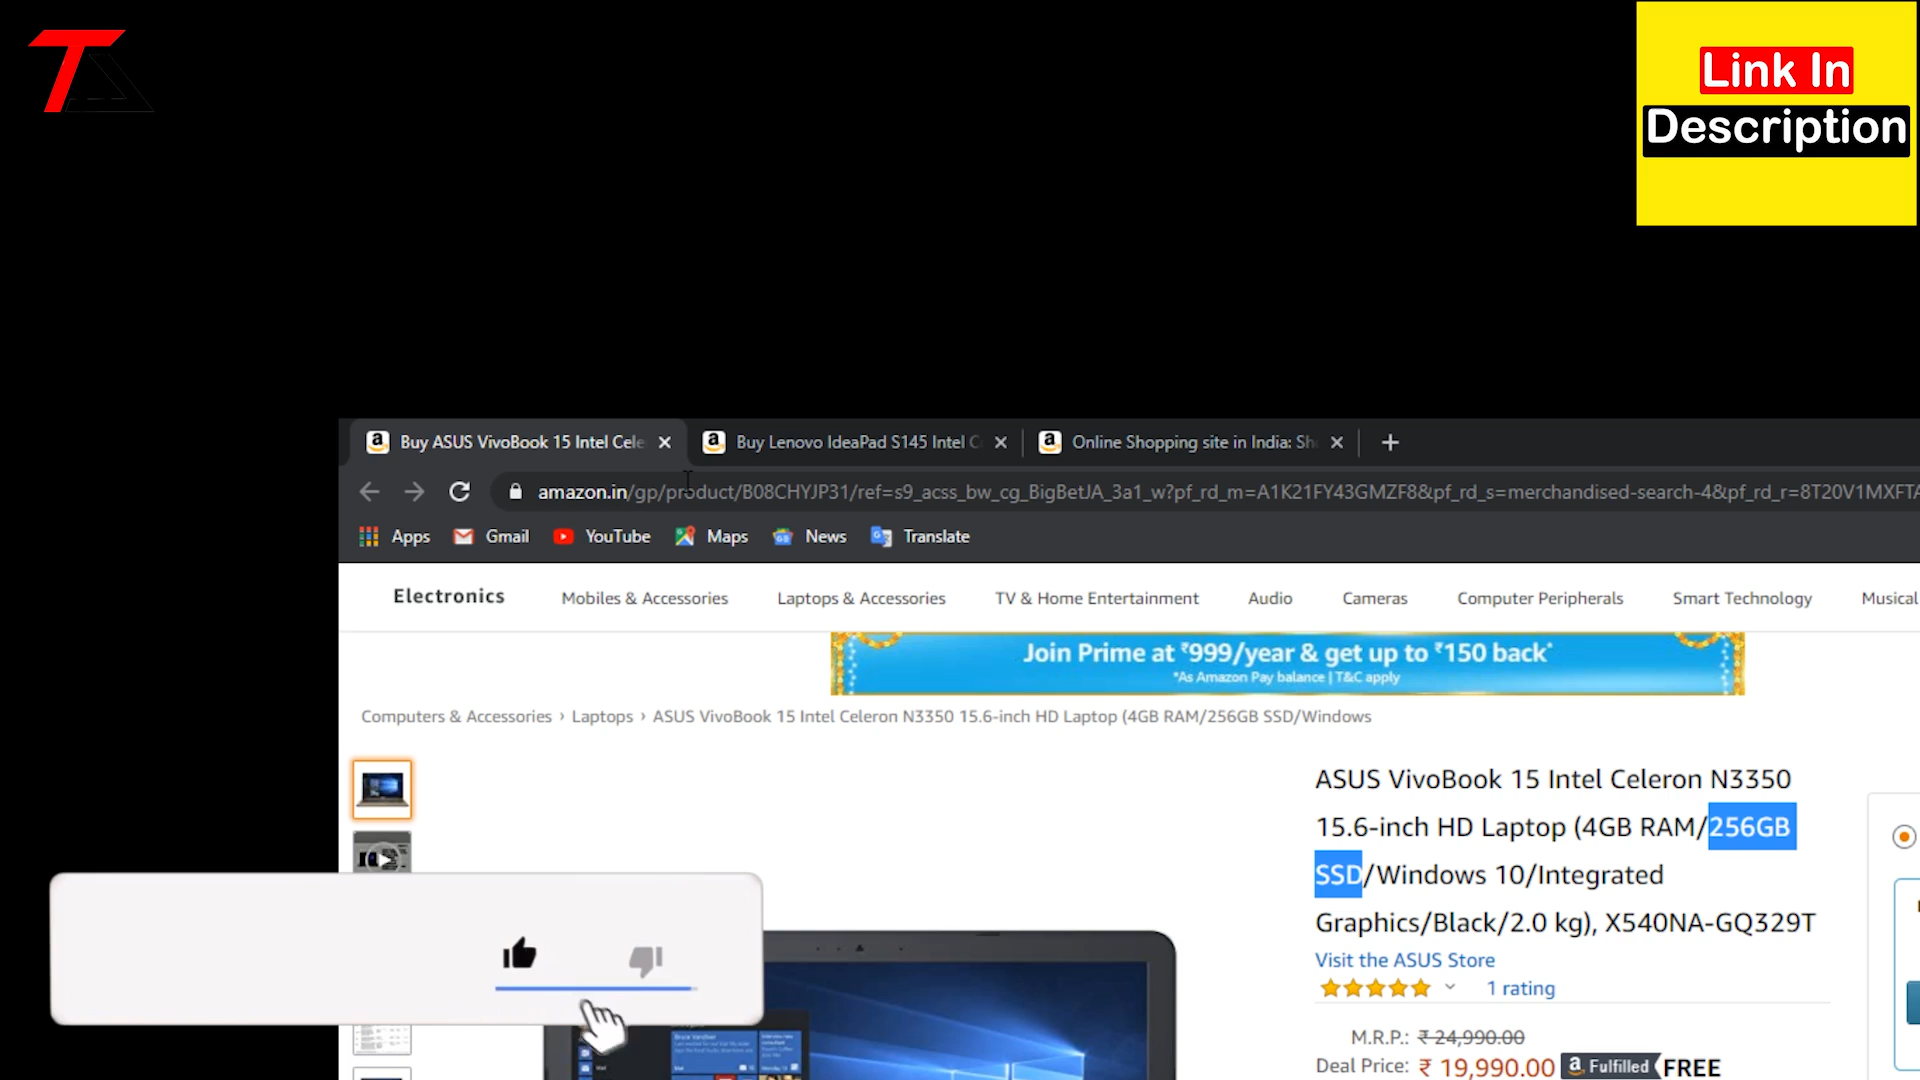 Link In
Description
Buy ASUS VivoBook 15 Intel Cele
Buy Lenovo IdeaPad S145 Intel C
Online Shopping site in India: Sh
amazon.in/gp/product/B08CHYJP31/ref=s9_acss_bw_cg_BigBetJA_3a1_w?pf_rd_m=A1K21FY43GMZF8&pf_rd_s=merchandised-search-4&pf_rd_r=8T20V1MXFTA
Apps Gmail YouTube Maps News Translate
Electronics Mobiles & Accessories Laptops & Accessories TV & Home Entertainment Audio Cameras Computer Peripherals Smart Technology Musical
Join Prime at ₹999/year & get up to ₹150 back*
*As Amazon Pay balance | T&C apply
Computers & Accessories › Laptops › ASUS VivoBook 15 Intel Celeron N3350 15.6-inch HD Laptop (4GB RAM/256GB SSD/Windows
ASUS VivoBook 15 Intel Celeron N3350
15.6-inch HD Laptop (4GB RAM/256GB
SSD/Windows 10/Integrated
Graphics/Black/2.0 kg), X540NA-GQ329T
Visit the ASUS Store
1 rating
M.R.P.: ₹ 24,990.00
Deal Price: ₹ 19,990.00 Fulfilled FREE